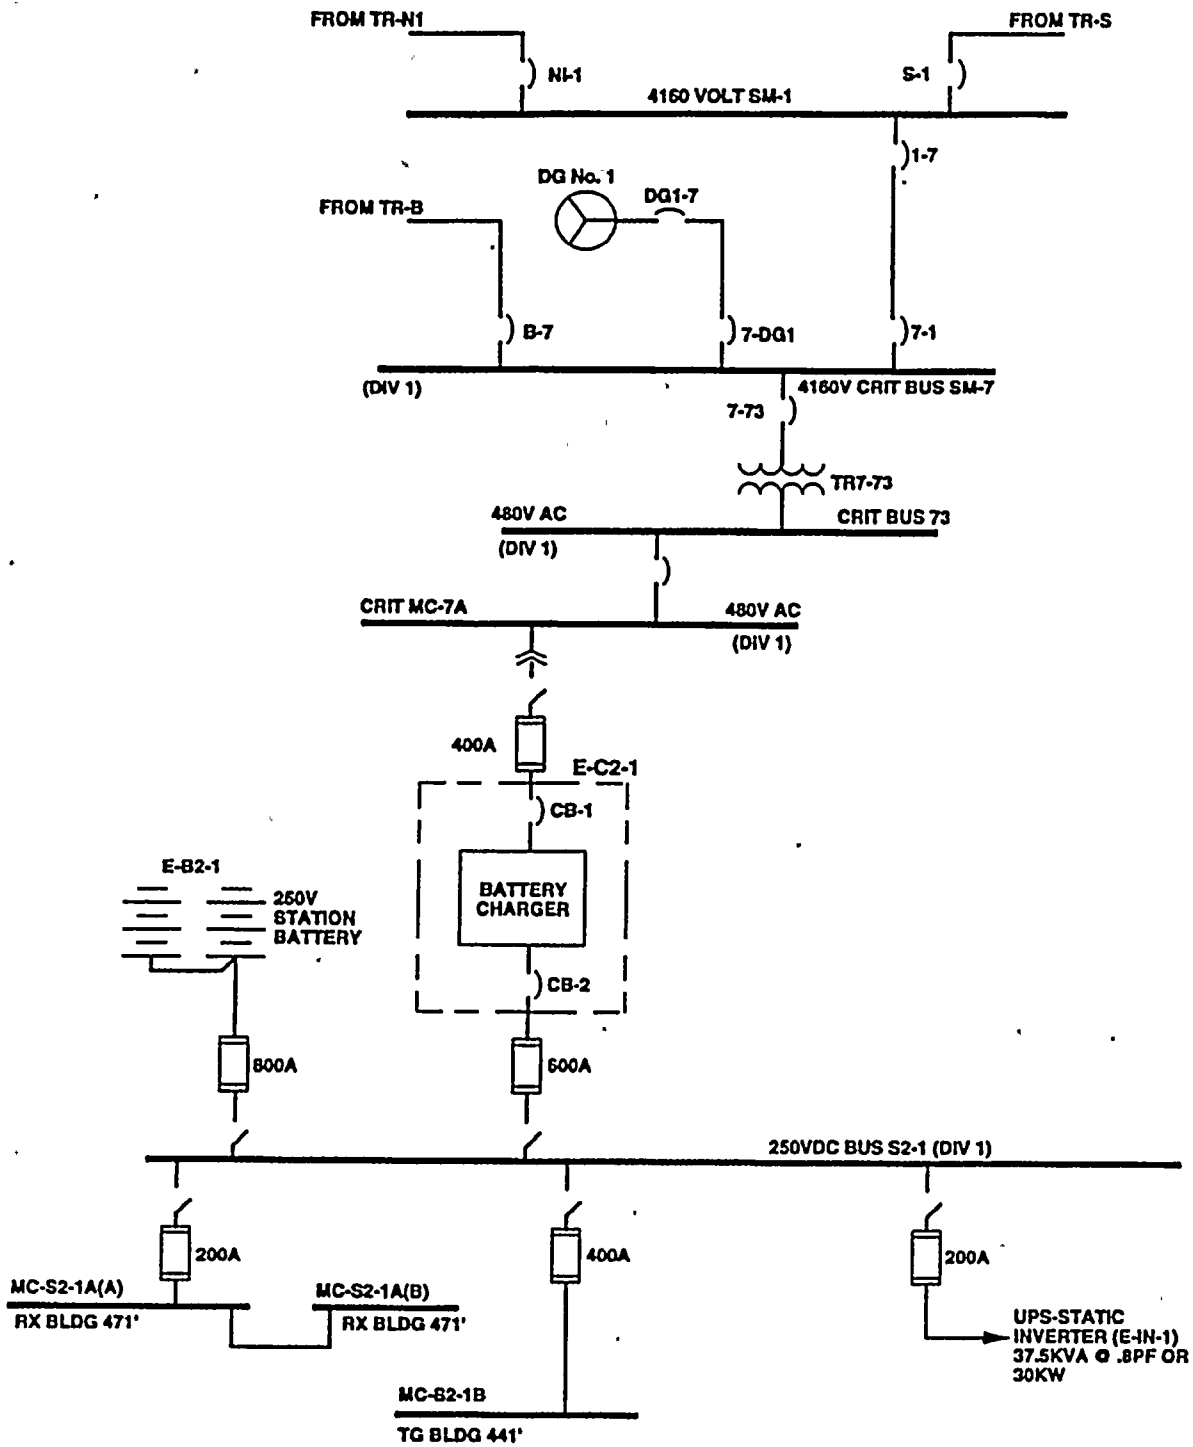 FROM TR-N1
FROM TR-S
NI-1
S-1
4160 VOLT SM-1
1-7
DG No. 1
DG1-7
FROM TR-B
B-7
7-DG1
7-1
(DIV 1)
4160V CRIT BUS SM-7
7-73
TR7-73
480V AC
CRIT BUS 73
(DIV 1)
CRIT MC-7A
480V AC
(DIV 1)
400A
E-C2-1
CB-1
E-B2-1
BATTERY
CHARGER
250V
STATION
BATTERY
CB-2
800A
600A
250VDC BUS S2-1 (DIV 1)
200A
400A
200A
MC-S2-1A(A)
MC-S2-1A(B)
RX BLDG 471'
RX BLDG 471'
UPS-STATIC
INVERTER (E-IN-1)
37.5KVA @ .8PF OR
30KW
MC-S2-1B
TG BLDG 441'